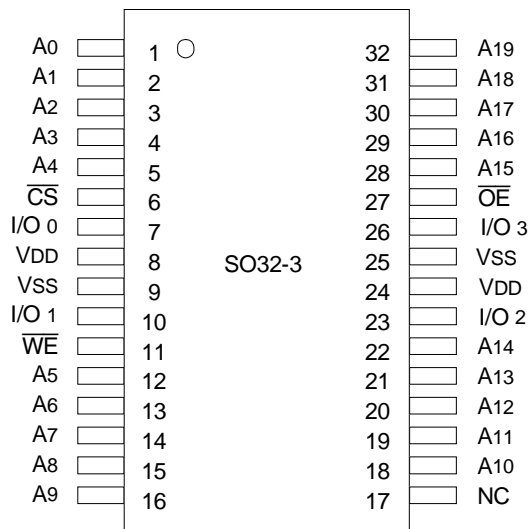 A0 1 32 A19
A1 2 31 A18
A2 3 30 A17
A3 4 29 A16
A4 5 28 A15
CS 6 27 OE
I/O 0 7 26 I/O 3
VDD 8 SO32-3 25 VSS
VSS 9 24 VDD
I/O 1 10 23 I/O 2
WE 11 22 A14
A5 12 21 A13
A6 13 20 A12
A7 14 19 A11
A8 15 18 A10
A9 16 17 NC